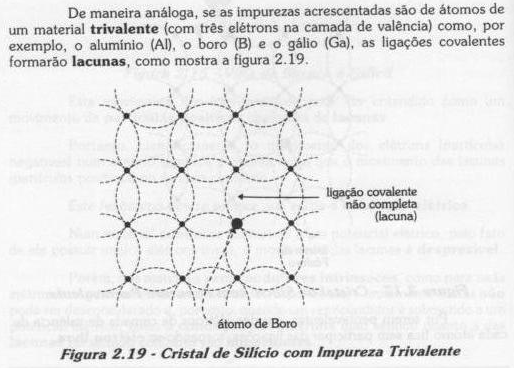 De maneira análoga, se as impurezas acrescentadas são de átomos de
um material trivalente (com três elétrons na camada de valência) como, por
exemplo, o alumínio (Al), o boro (B) e o gálio (Ga), as ligações covalentes
formarão lacunas, como mostra a figura 2.19.
ligação covalente
não completa
(lacuna)
átomo de Boro
Figura 2.19 - Cristal de Silício com Impureza Trivalente